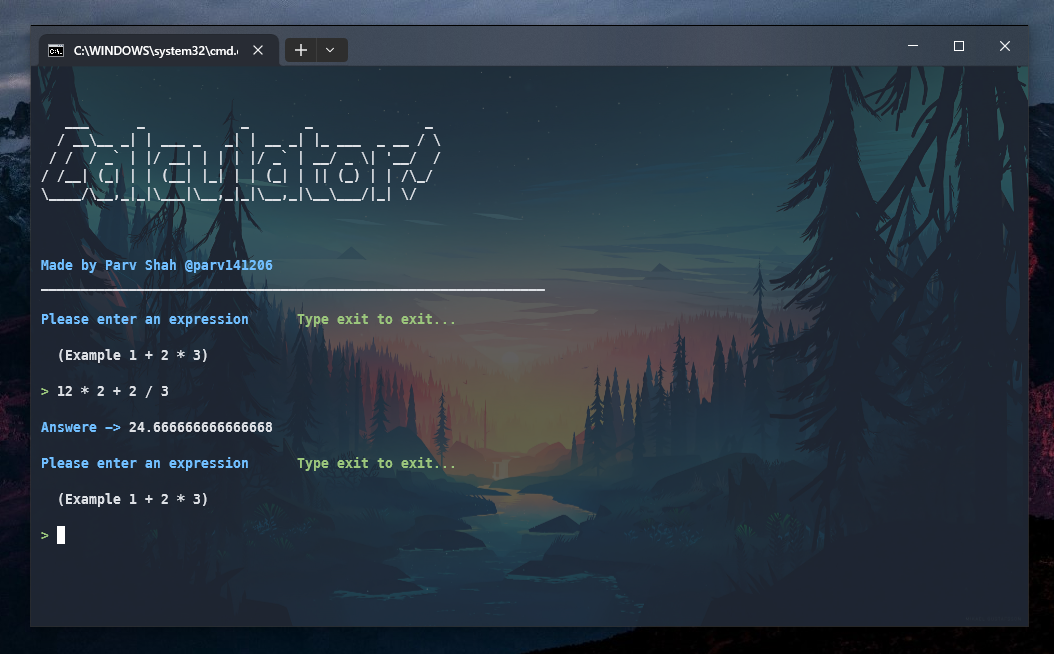 C:\WINDOWS\system32\cmd.
Calculator
Made by Parv Shah @parv141206
Please enter an expression Type exit to exit...
(Example 1 + 2 * 3)
> 12 * 2 + 2 / 3
Answere —> 24.666666666666668
Please enter an expression Type exit to exit...
(Example 1 + 2 * 3)
>